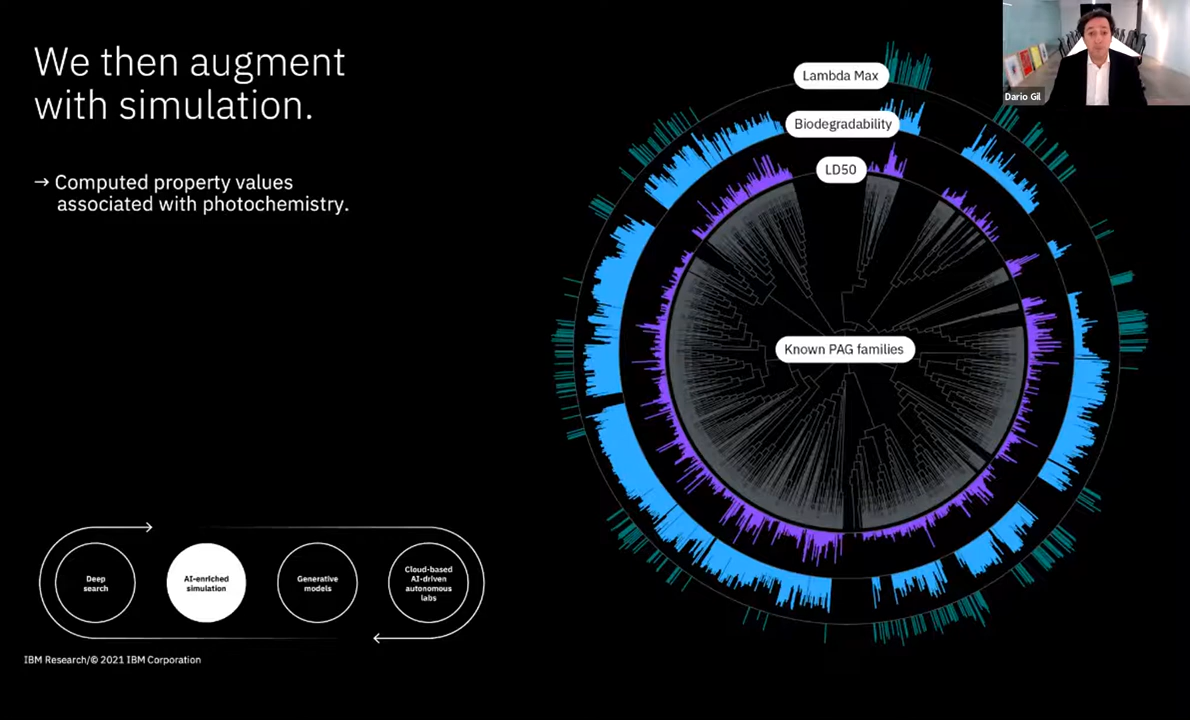 We then augment
with simulation.
→ Computed property values
associated with photochemistry.
Lambda Max
Biodegradability
LD50
Known PAG families
Dario Gil
Deep
search
AI-enriched
simulation
Generative
models
Cloud-based
AI-driven
autonomous
labs
IBM Research/© 2021 IBM Corporation